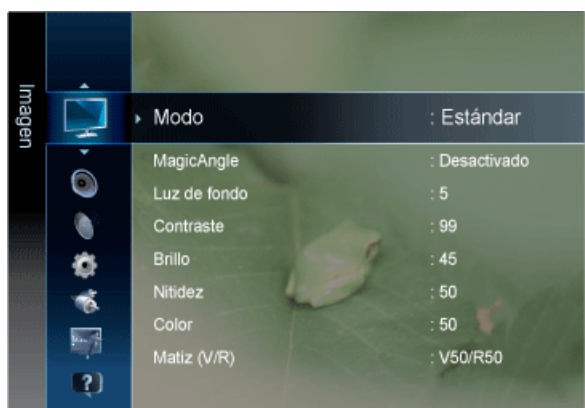 Imagen
Modo : Estándar
MagicAngle : Desactivado
Luz de fondo : 5
Contraste : 99
Brillo : 45
Nitidez : 50
Color : 50
Matiz (V/R) : V50/R50
?